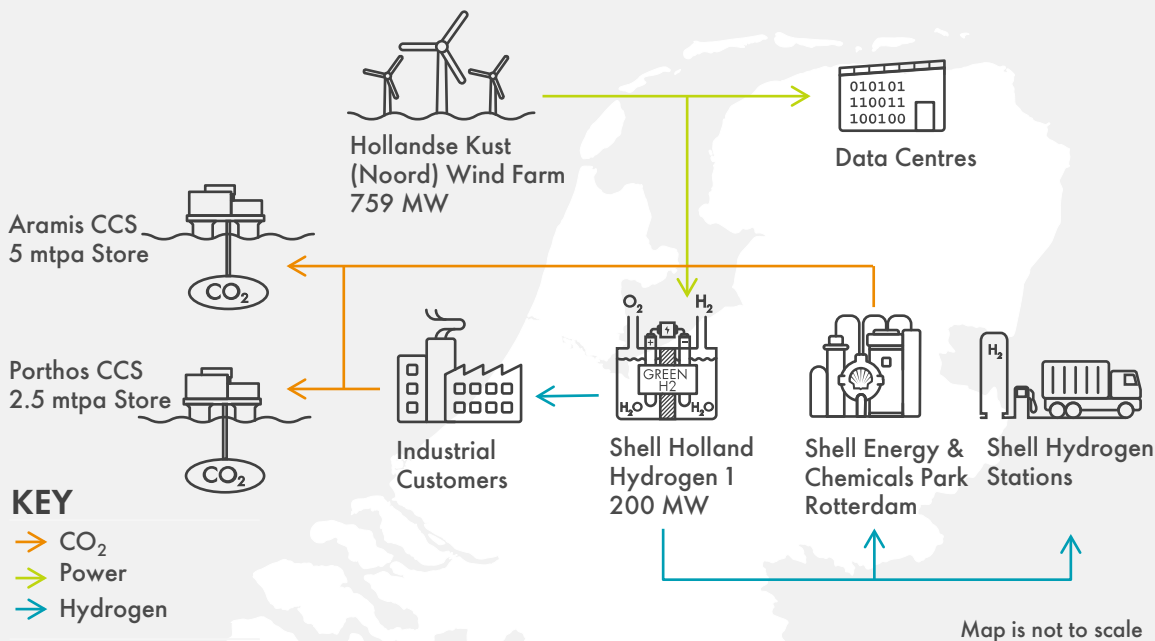 010101
110011
100100
Hollandse Kust
(Noord) Wind Farm
759 MW
Data Centres
Aramis CCS
5 mtpa Store
CO₂
O₂
H₂
GREEN
H2
H₂O
H₂O
H₂
Porthos CCS
2.5 mtpa Store
CO₂
Industrial
Customers
Shell Holland
Hydrogen 1
200 MW
Shell Energy &
Chemicals Park
Rotterdam
Shell Hydrogen
Stations
KEY
CO₂
Power
Hydrogen
Map is not to scale